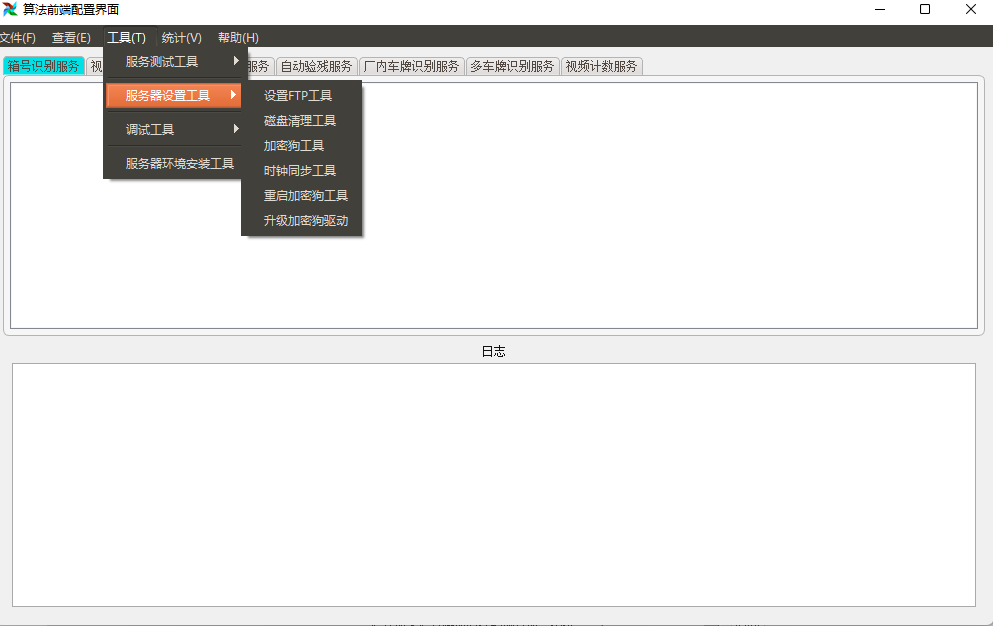 算法前端配置界面
文件(F) 查看(E) 工具(T) 统计(V) 帮助(H)
服务测试工具
服务器设置工具
调试工具
服务器环境安装工具
设置FTP工具
磁盘清理工具
加密狗工具
时钟同步工具
重启加密狗工具
升级加密狗驱动
箱号识别服务 视 服务 自动验残服务 厂内车牌识别服务 多车牌识别服务 视频计数服务
日志